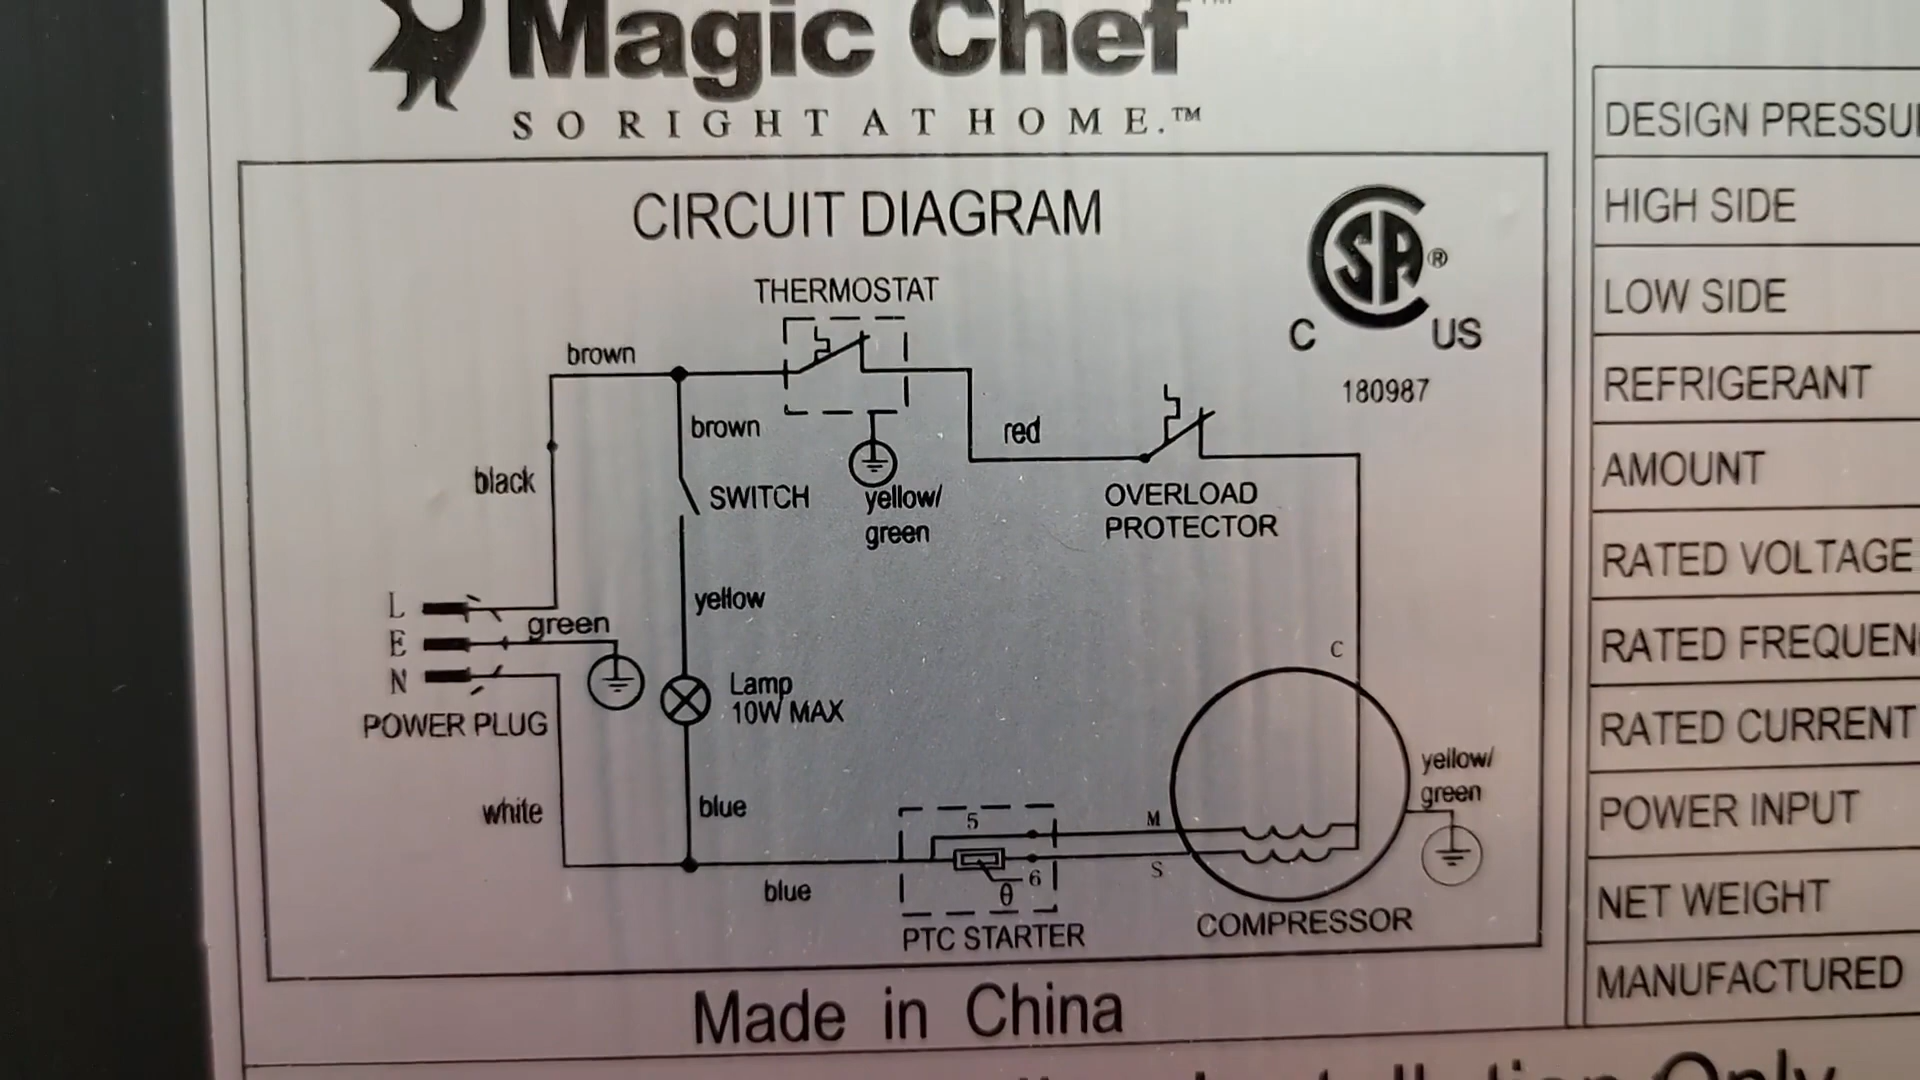 Magic Chef™
SO RIGHT AT HOME.™
CIRCUIT DIAGRAM
SA®
C US
180987
THERMOSTAT
brown
brown
black
SWITCH
yellow/
green
red
OVERLOAD
PROTECTOR
L
E
N
green
POWER PLUG
yellow
Lamp
10W MAX
white
blue
blue
5
6
θ
PTC STARTER
M
S
C
COMPRESSOR
yellow/
green
Made in China
DESIGN PRESSU
HIGH SIDE
LOW SIDE
REFRIGERANT
AMOUNT
RATED VOLTAGE
RATED FREQUEN
RATED CURRENT
POWER INPUT
NET WEIGHT
MANUFACTURED
Only